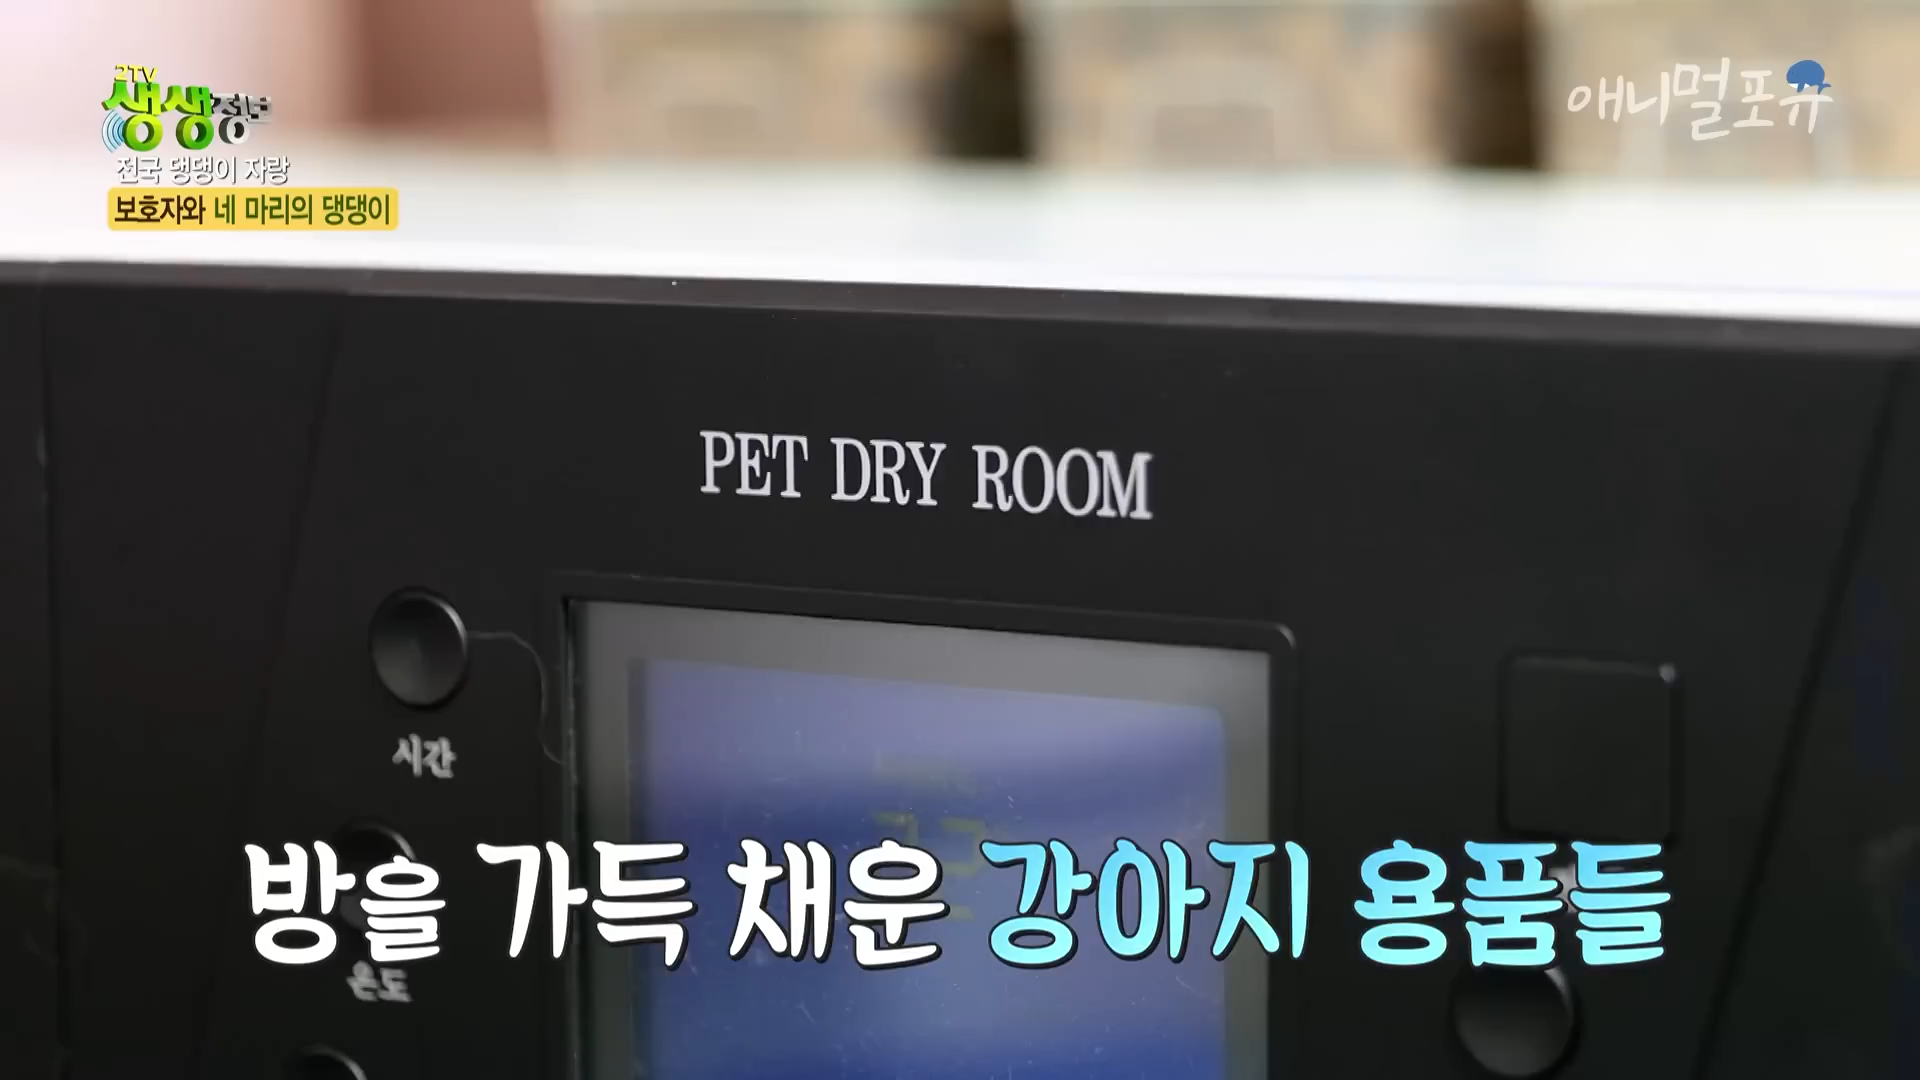 2TV
생생정보
애니멀포유
전국 댕댕이 자랑
보호자와 네 마리의 댕댕이
PET DRY ROOM
시간
방을 가득 채운 강아지 용품들
온도